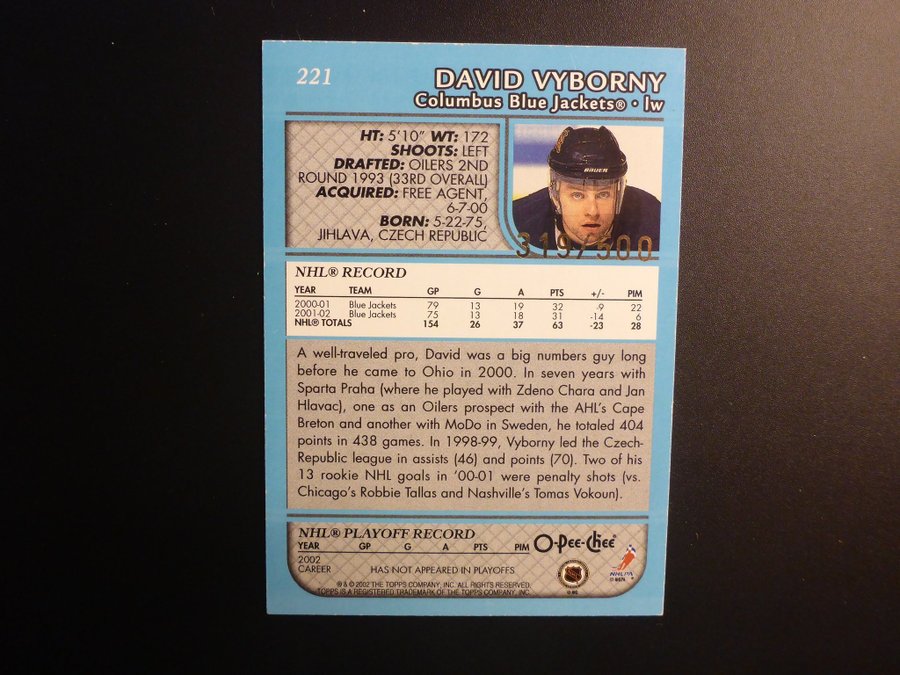 221
DAVID VYBORNY
Columbus Blue Jackets® • lw
HT: 5'10" WT: 172
SHOOTS: LEFT
DRAFTED: OILERS 2ND
ROUND 1993 (33RD OVERALL)
ACQUIRED: FREE AGENT,
6-7-00
BORN: 5-22-75,
JIHLAVA, CZECH REPUBLIC
BAUER
319/500
NHL® RECORD
YEAR TEAM GP G A PTS +/- PIM
2000-01 Blue Jackets 79 13 19 32 -9 22
2001-02 Blue Jackets 75 13 18 31 -14 6
NHL® TOTALS 154 26 37 63 -23 28
A well-traveled pro, David was a big numbers guy long
before he came to Ohio in 2000. In seven years with
Sparta Praha (where he played with Zdeno Chara and Jan
Hlavac), one as an Oilers prospect with the AHL's Cape
Breton and another with MoDo in Sweden, he totaled 404
points in 438 games. In 1998-99, Vyborny led the Czech-
Republic league in assists (46) and points (70). Two of his
13 rookie NHL goals in '00-01 were penalty shots (vs.
Chicago's Robbie Tallas and Nashville's Tomas Vokoun).
NHL® PLAYOFF RECORD
YEAR GP G A PTS PIM
2002
CAREER HAS NOT APPEARED IN PLAYOFFS
O-Pee-Chee®
NHLPA
® & © 2002 THE TOPPS COMPANY, INC. ALL RIGHTS RESERVED.
TOPPS IS A REGISTERED TRADEMARK OF THE TOPPS COMPANY, INC.